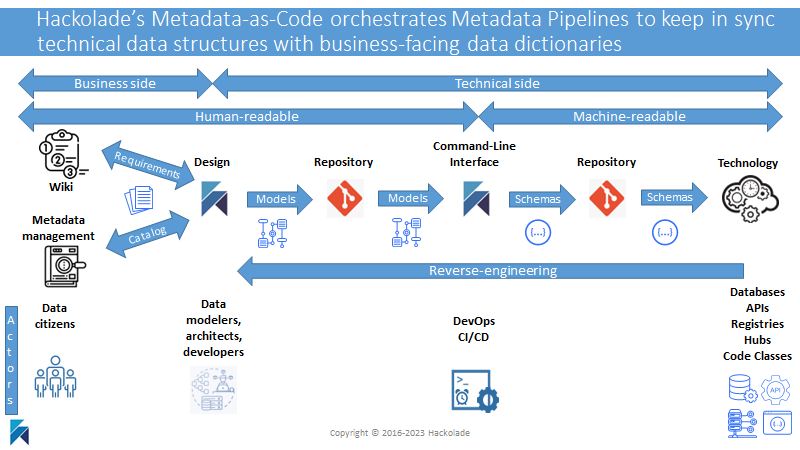 Hackolade's Metadata-as-Code orchestrates Metadata Pipelines to keep in sync
technical data structures with business-facing data dictionaries
Business side
Technical side
Human-readable
Machine-readable
1
2
3
Wiki
Requirements
Design
Repository
Command-Line
Interface
Repository
Technology
Models
Models
Schemas
Schemas
{...}
{...}
Metadata
management
Catalog
Reverse-engineering
Actors
Data
citizens
Data
modelers,
architects,
developers
DevOps
CI/CD
>_
Databases
APIs
Registries
Hubs
Code Classes
API
{...}
Copyright © 2016-2023 Hackolade